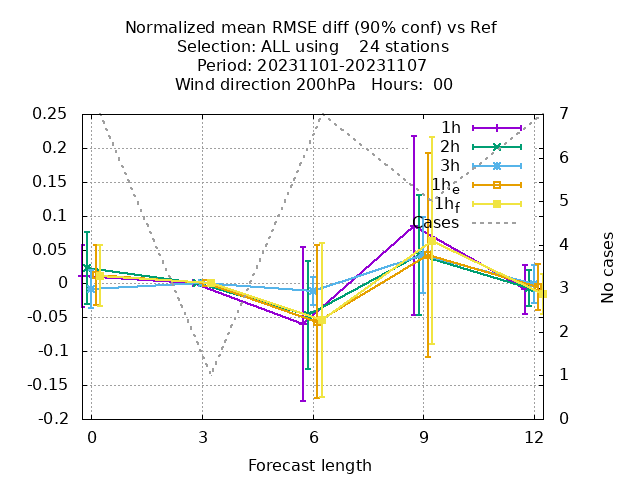 Normalized mean RMSE diff (90% conf) vs Ref
Selection: ALL using    24 stations
Period: 20231101-20231107
Wind direction 200hPa   Hours:  00
0.25
0.2
0.15
0.1
0.05
0
-0.05
-0.1
-0.15
-0.2
7
6
5
4
3
2
1
0
1h
2h
3h
1he
1hf
Cases
No cases
0 3 6 9 12
Forecast length